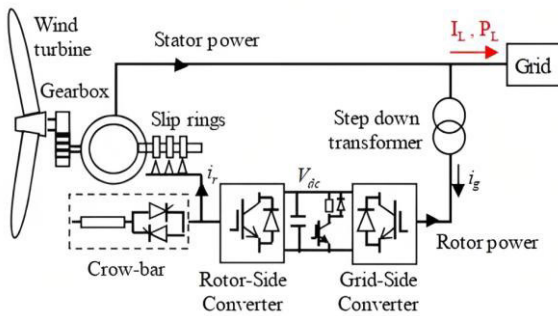 Wind
turbine
Stator power
I_L , P_L
Grid
Gearbox
Slip rings
Step down
transformer
i_r
V_dc
i_g
Rotor power
Crow-bar
Rotor-Side
Converter
Grid-Side
Converter